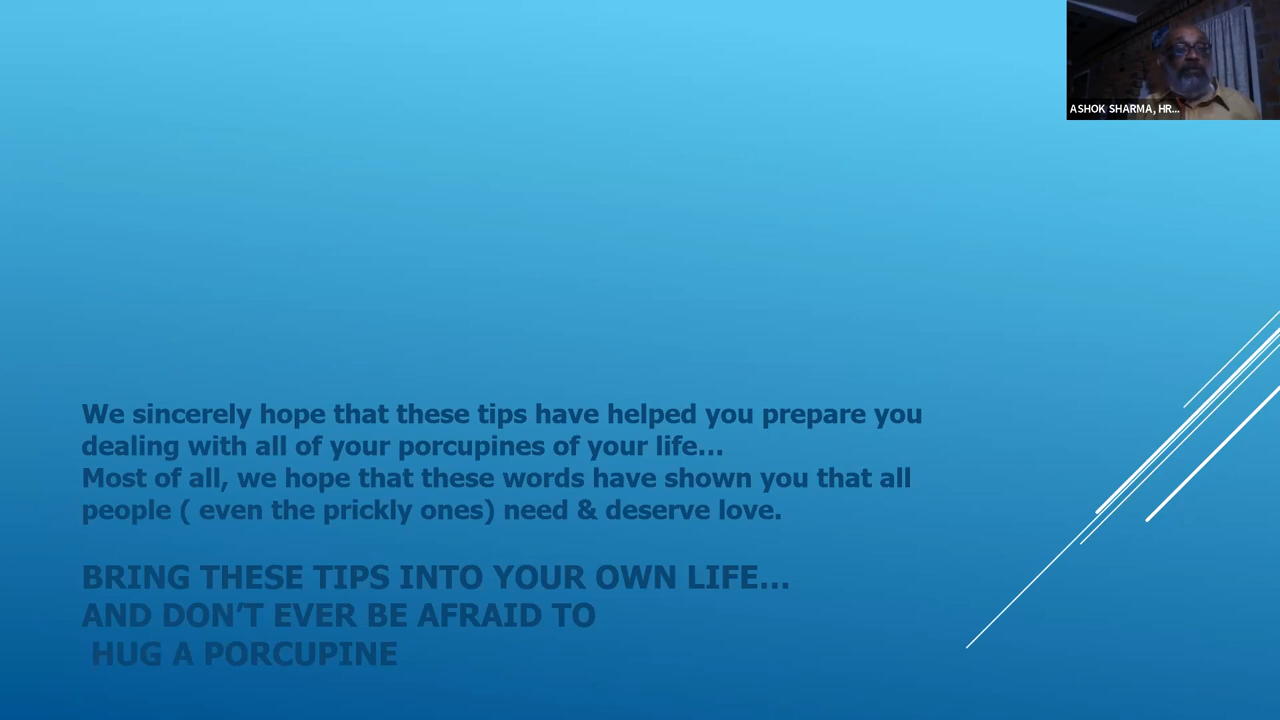 ASHOK SHARMA, HR...
We sincerely hope that these tips have helped you prepare you
dealing with all of your porcupines of your life...
Most of all, we hope that these words have shown you that all
people ( even the prickly ones) need & deserve love.
BRING THESE TIPS INTO YOUR OWN LIFE...
AND DON'T EVER BE AFRAID TO
HUG A PORCUPINE